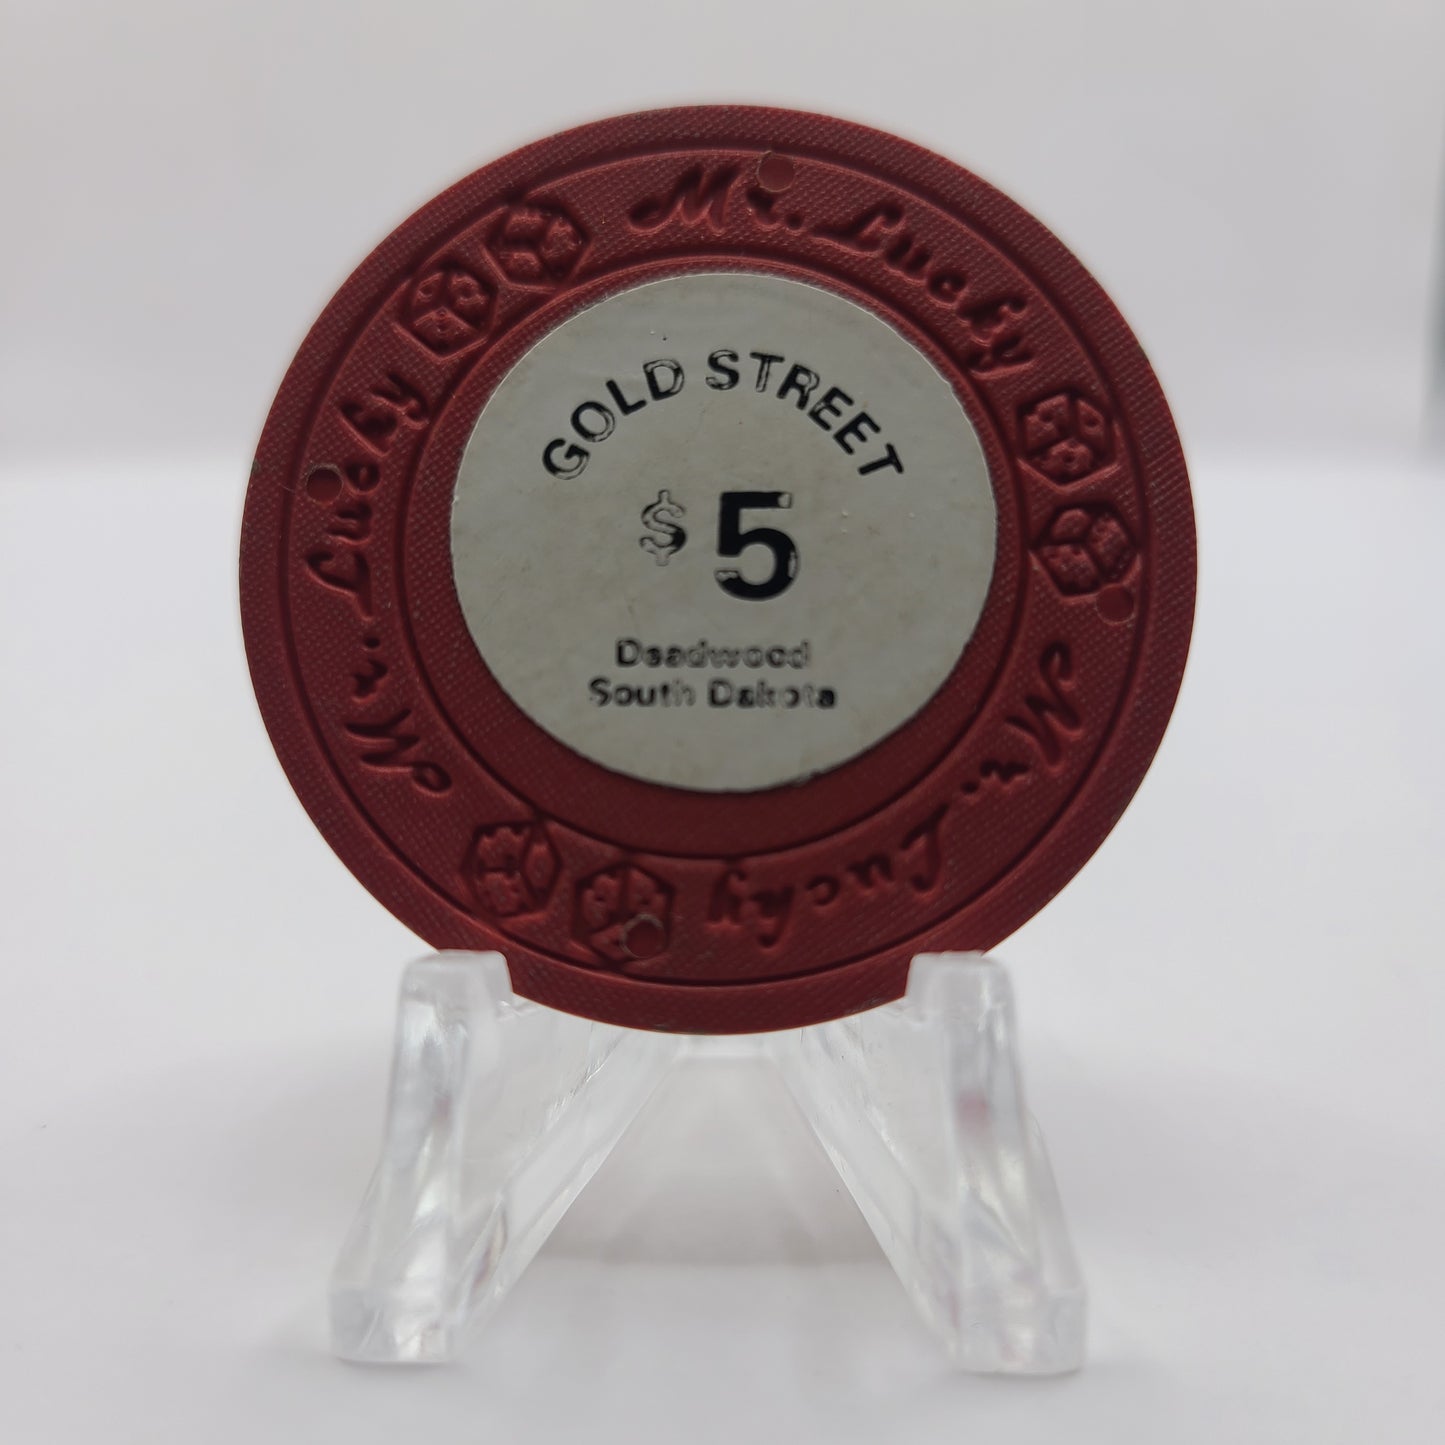 Mr. Lucky
Mr. Lucky
Mr. Lucky
GOLD STREET
$5
Deadwood
South Dakota